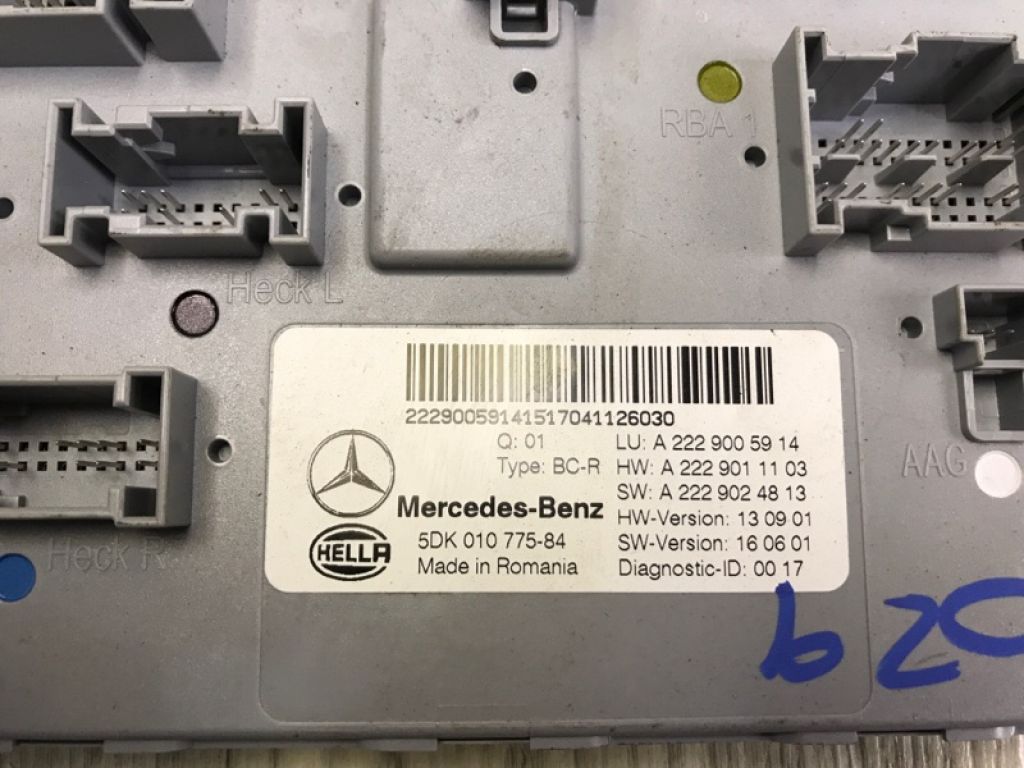 RBA 1
Heck L
22290059141517041126030
Q: 01
LU: A 222 900 59 14
Type: BC-R
HW: A 222 901 11 03
SW: A 222 902 48 13
AAG
Mercedes-Benz
HW-Version: 13 09 01
HELLA
5DK 010 775-84
SW-Version: 16 06 01
Heck R
Made in Romania
Diagnostic-ID: 00 17
b20